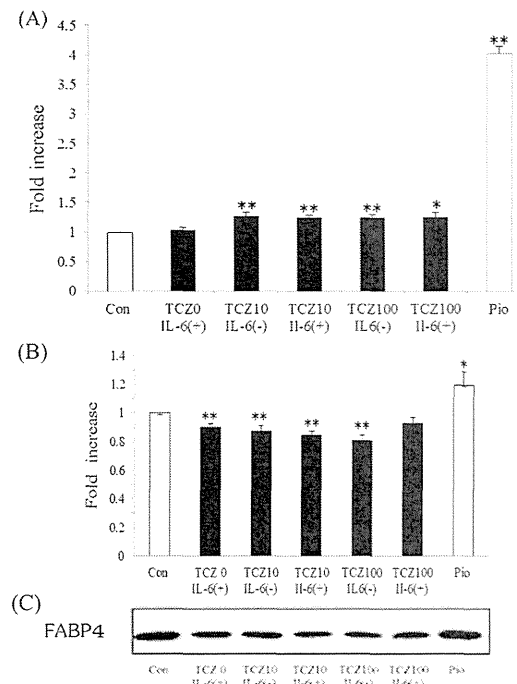 (A)
Fold increase
4.5
4
3.5
3
2.5
2
1.5
1
0.5
0
** ** ** * **
Con TCZ0 TCZ10 TCZ10 TCZ100 TCZ100 Pio
IL-6(+) IL-6(-) Il-6(+) IL6(-) Il-6(+)
(B)
Fold increase
1.4
1.2
1
0.8
0.6
0.4
0.2
0
** ** ** ** *
Con TCZ 0 TCZ10 TCZ10 TCZ100 TCZ100 Pio
IL-6(+) IL-6(-) Il-6(+) IL6(-) Il-6(+)
(C)
FABP4
Con TCZ 0 TCZ10 TCZ10 TCZ100 TCZ100 Pio